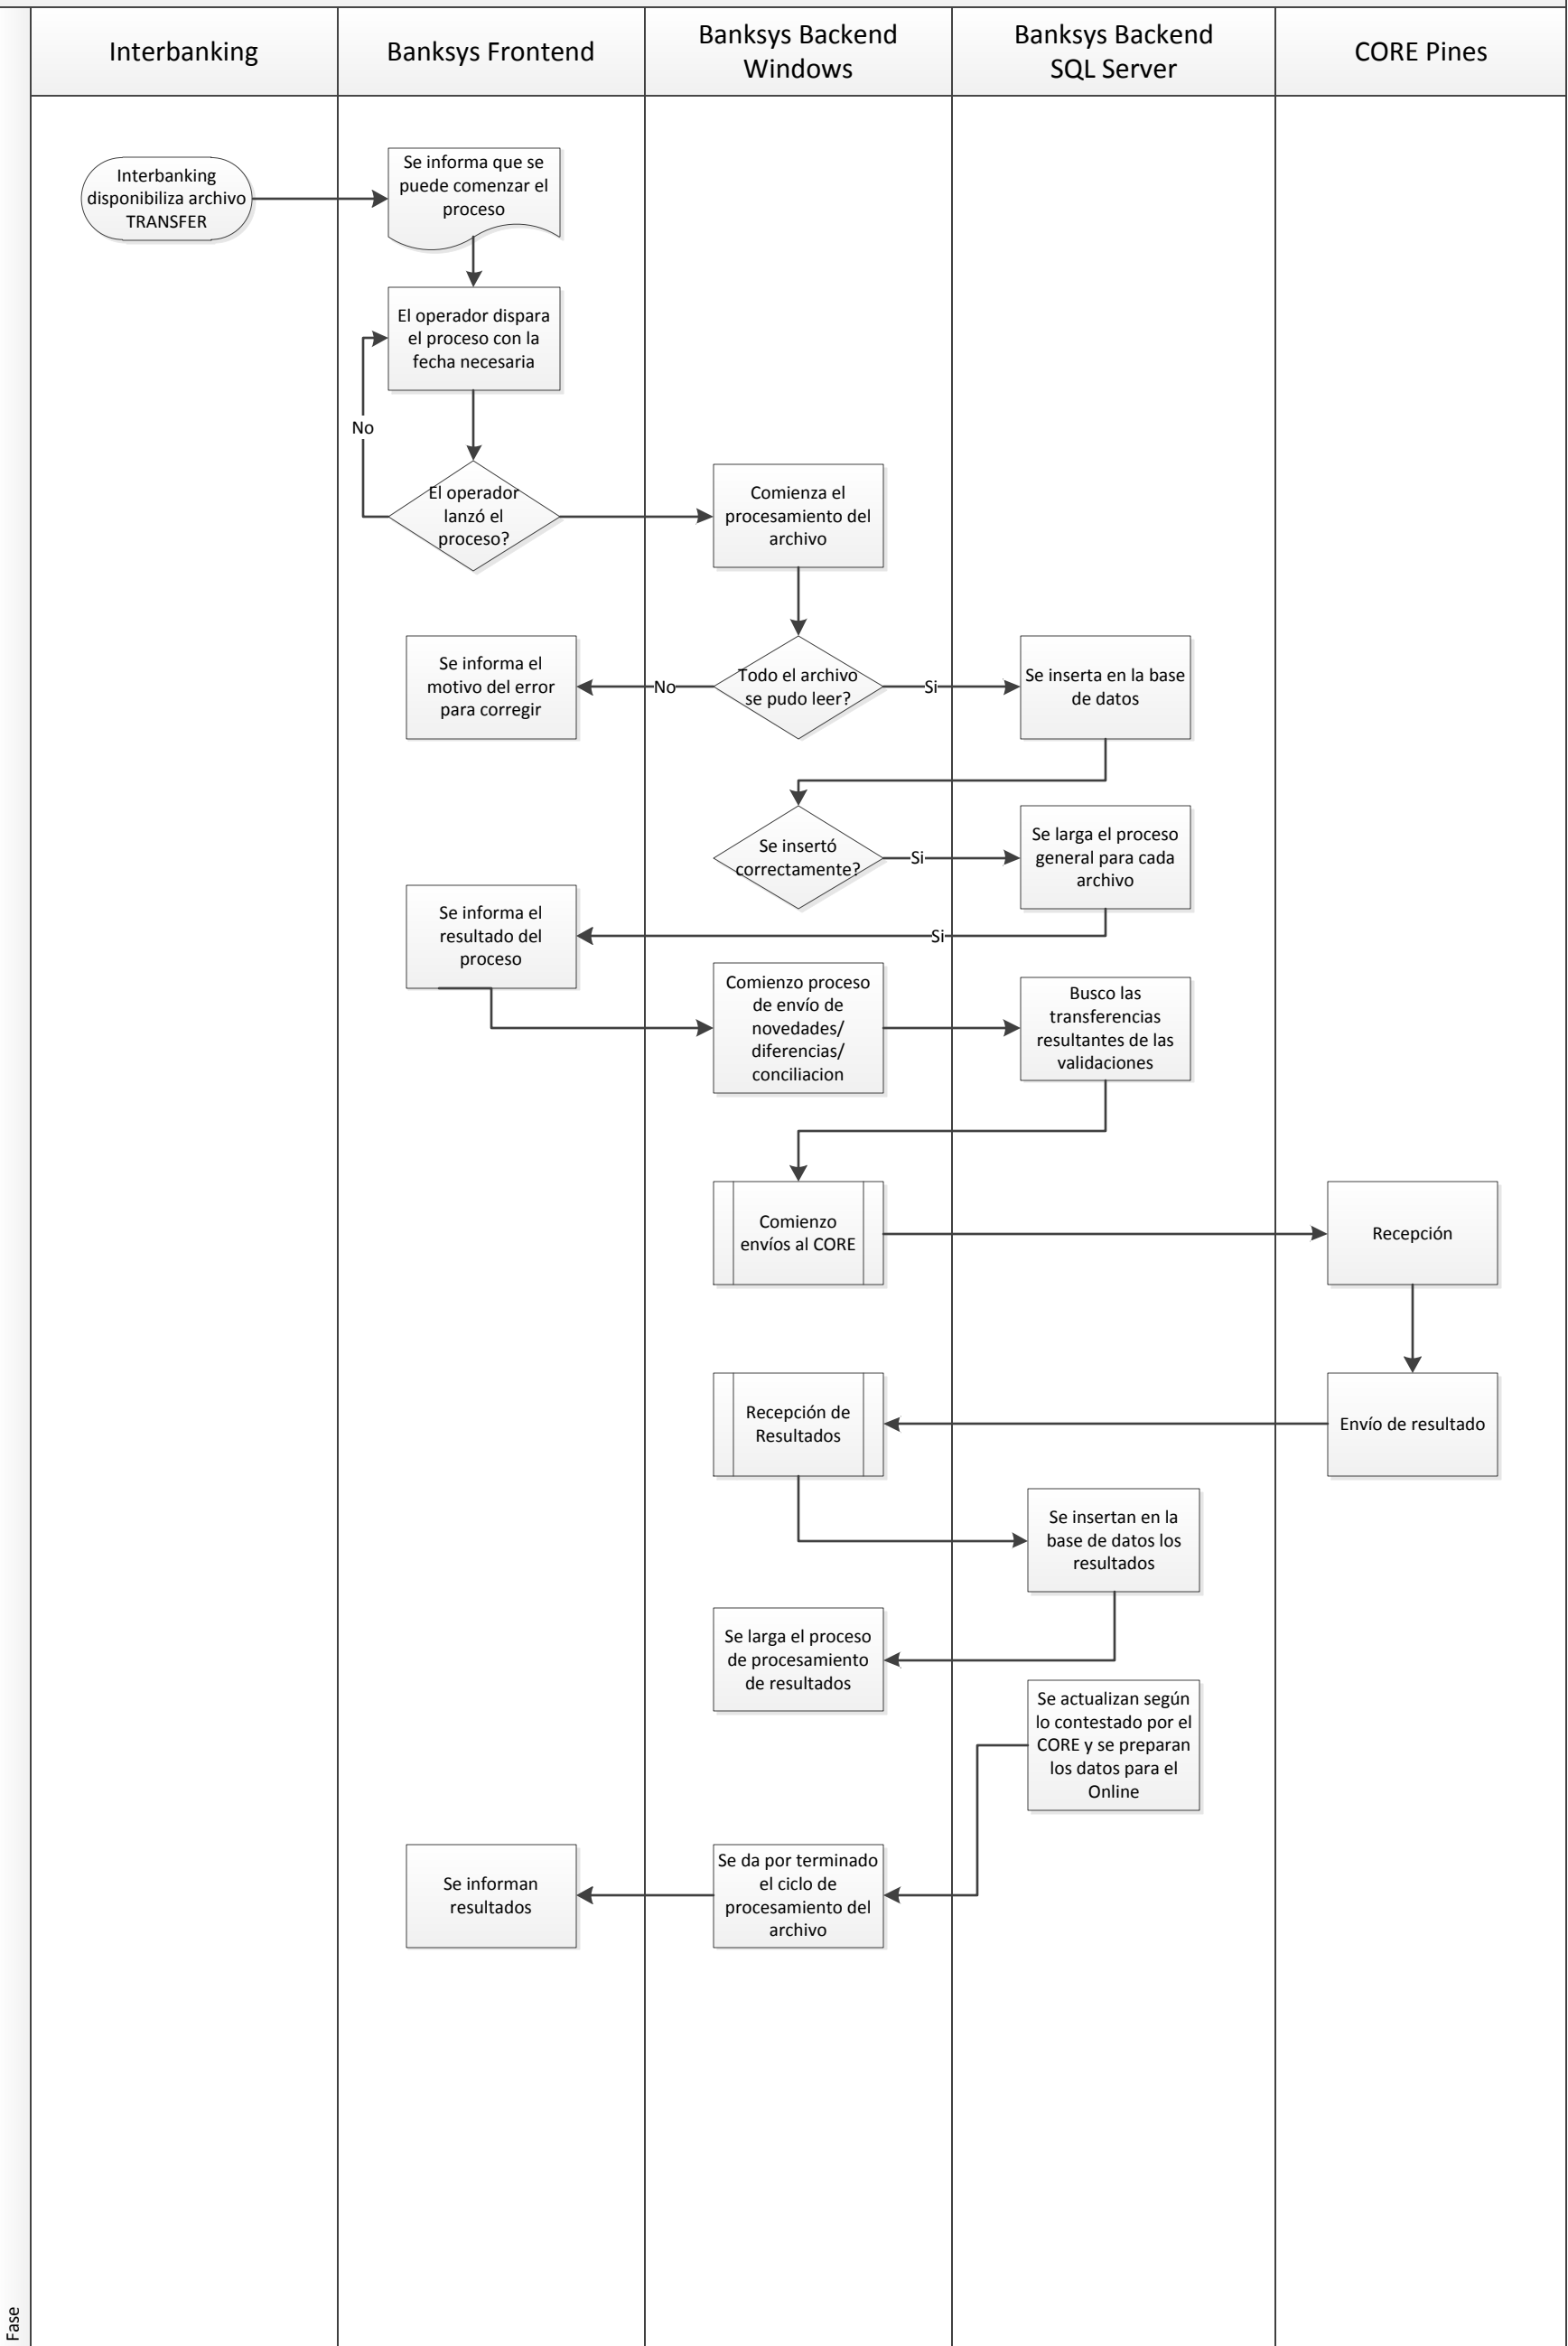 Interbanking
Banksys Frontend
Banksys Backend
Windows
Banksys Backend
SQL Server
CORE Pines
Interbanking
disponibiliza archivo
TRANSFER
Se informa que se
puede comenzar el
proceso
El operador dispara
el proceso con la
fecha necesaria
No
El operador
lanzó el
proceso?
Comienza el
procesamiento del
archivo
Se informa el
motivo del error
para corregir
No
Todo el archivo
se pudo leer?
Si
Se inserta en la base
de datos
Se insertó
correctamente?
Si
Se larga el proceso
general para cada
archivo
Se informa el
resultado del
proceso
Si
Comienzo proceso
de envío de
novedades/
diferencias/
conciliacion
Busco las
transferencias
resultantes de las
validaciones
Comienzo
envíos al CORE
Recepción
Recepción de
Resultados
Envío de resultado
Se insertan en la
base de datos los
resultados
Se larga el proceso
de procesamiento
de resultados
Se actualizan según
lo contestado por el
CORE y se preparan
los datos para el
Online
Se informan
resultados
Se da por terminado
el ciclo de
procesamiento del
archivo
Fase